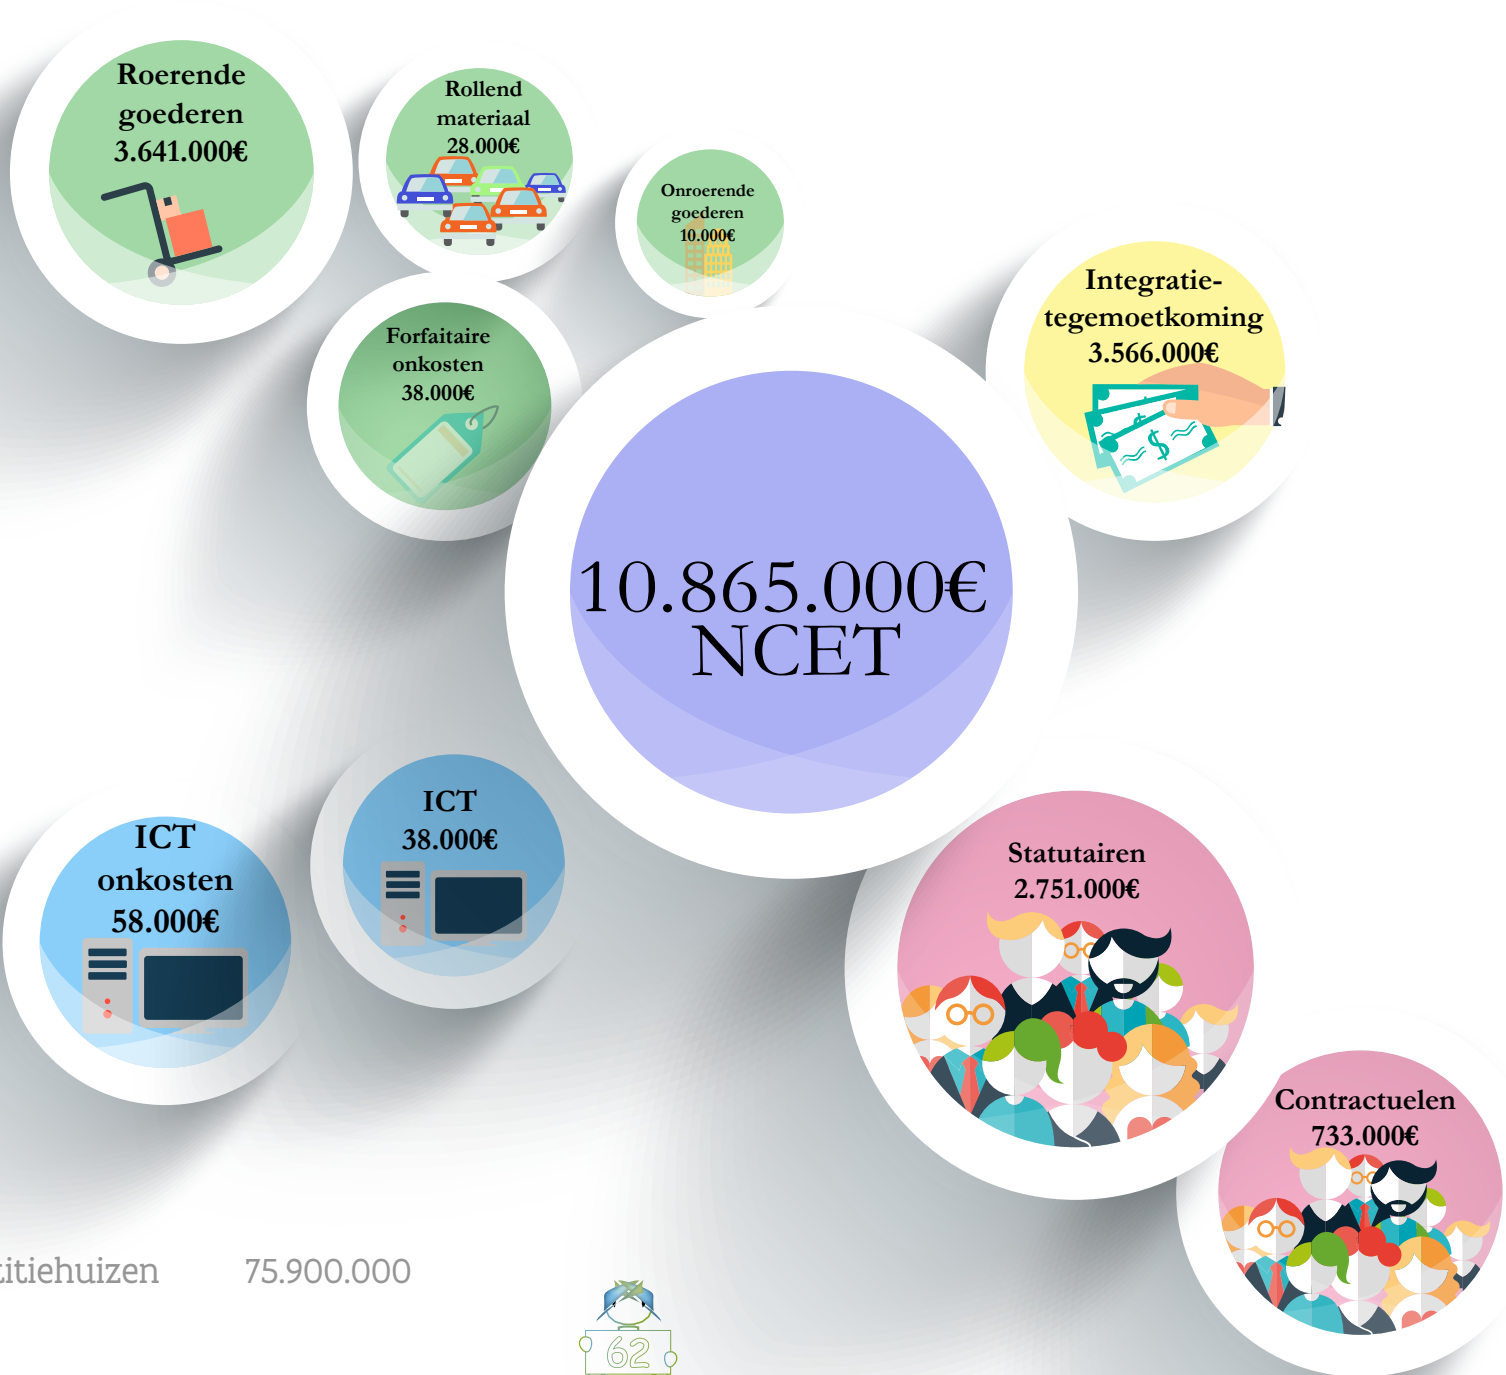 Roerende
goederen
3.641.000€
Rollend
materiaal
28.000€
Onroerende
goederen
10.000€
Integratie-
tegemoetkoming
3.566.000€
Forfaitaire
onkosten
38.000€
10.865.000€
NCET
ICT
38.000€
ICT
onkosten
58.000€
Statutairen
2.751.000€
Contractuelen
733.000€
titiehuizen 75.900.000
62